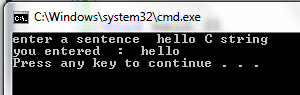 C:\Windows\system32\cmd.exe
enter a sentence  hello C string
you entered  :  hello
Press any key to continue . . .